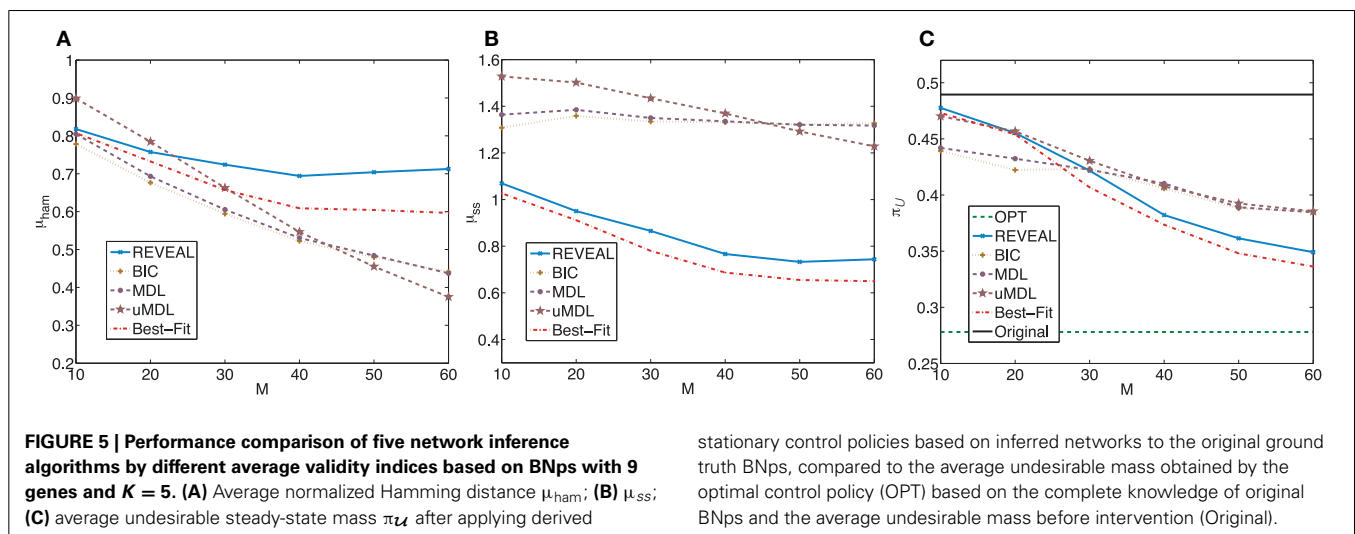 A
1
0.9
0.8
0.7
0.6
0.5
0.4
0.3
0.2
μham
10 20 30 40 50 60
M
REVEAL
BIC
MDL
uMDL
Best–Fit
B
1.6
1.4
1.2
1
0.8
0.6
0.4
μss
10 20 30 40 50 60
M
REVEAL
BIC
MDL
uMDL
Best–Fit
C
0.5
0.45
0.4
0.35
0.3
0.25
πU
10 20 30 40 50 60
M
OPT
REVEAL
BIC
MDL
uMDL
Best–Fit
Original
FIGURE 5 | Performance comparison of five network inference
algorithms by different average validity indices based on BNps with 9
genes and K = 5. (A) Average normalized Hamming distance μham; (B) μss;
(C) average undesirable steady-state mass πU after applying derived
stationary control policies based on inferred networks to the original ground
truth BNps, compared to the average undesirable mass obtained by the
optimal control policy (OPT) based on the complete knowledge of original
BNps and the average undesirable mass before intervention (Original).